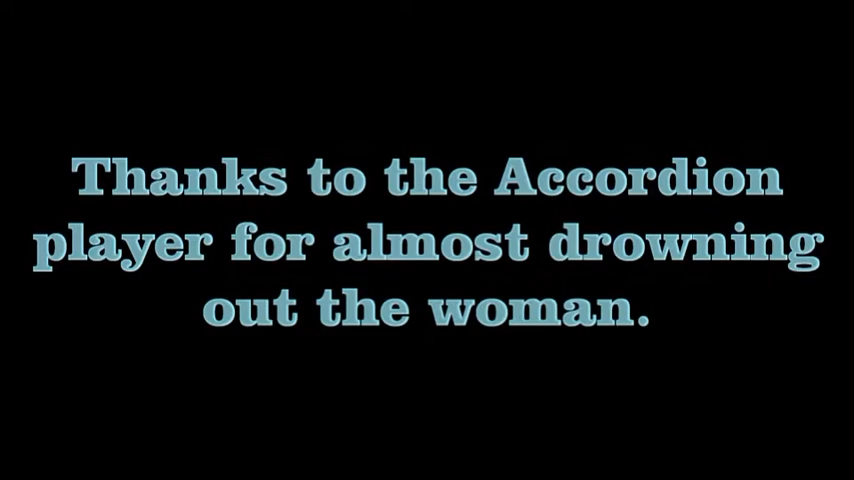 Thanks to the Accordion
player for almost drowning
out the woman.